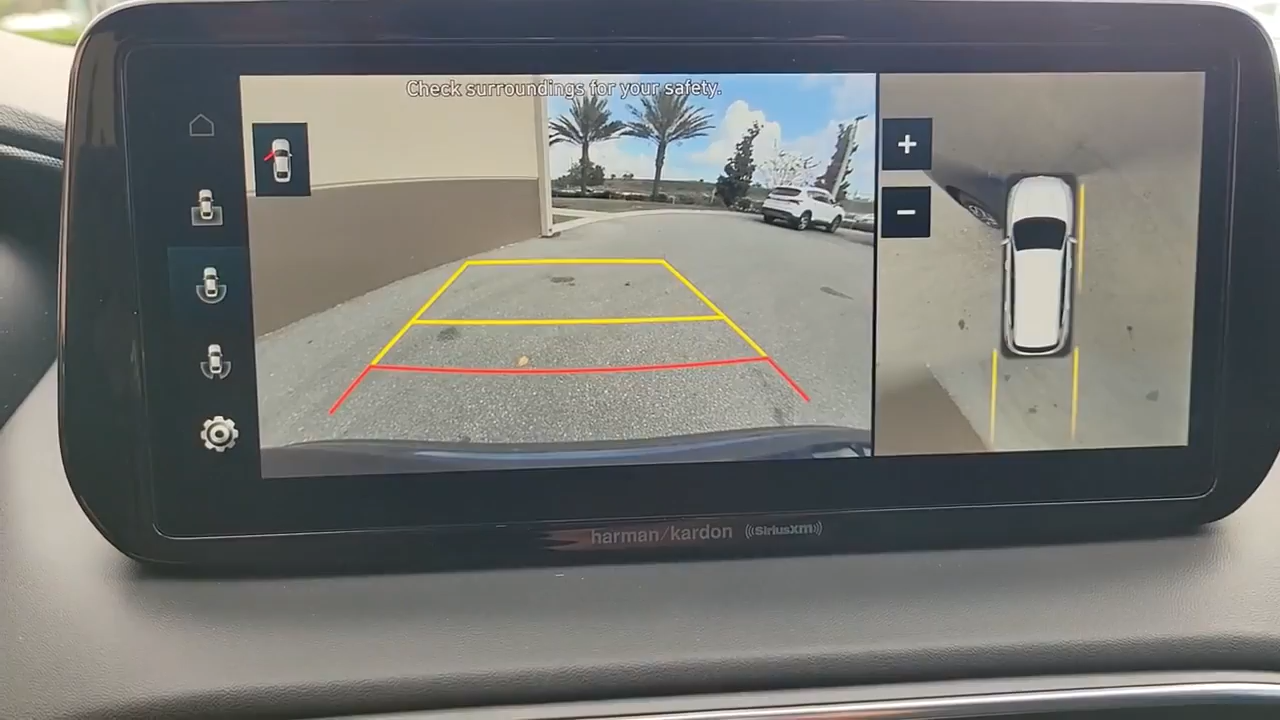 Check surroundings for your safety.
+
−
harman/kardon ((SiriusXM))